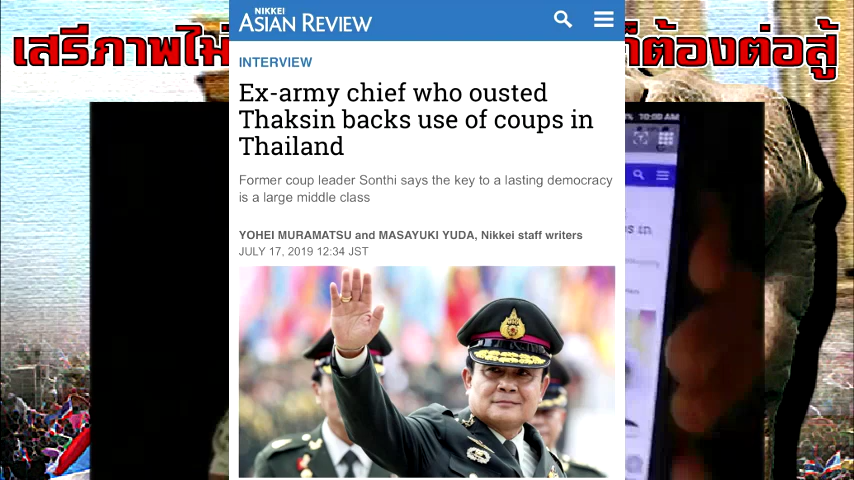 เสรีภาพไม่
ก็ต้องต่อสู้
NIKKEI
ASIAN REVIEW
INTERVIEW
Ex-army chief who ousted
Thaksin backs use of coups in
Thailand
Former coup leader Sonthi says the key to a lasting democracy
is a large middle class
YOHEI MURAMATSU and MASAYUKI YUDA, Nikkei staff writers
JULY 17, 2019 12:34 JST